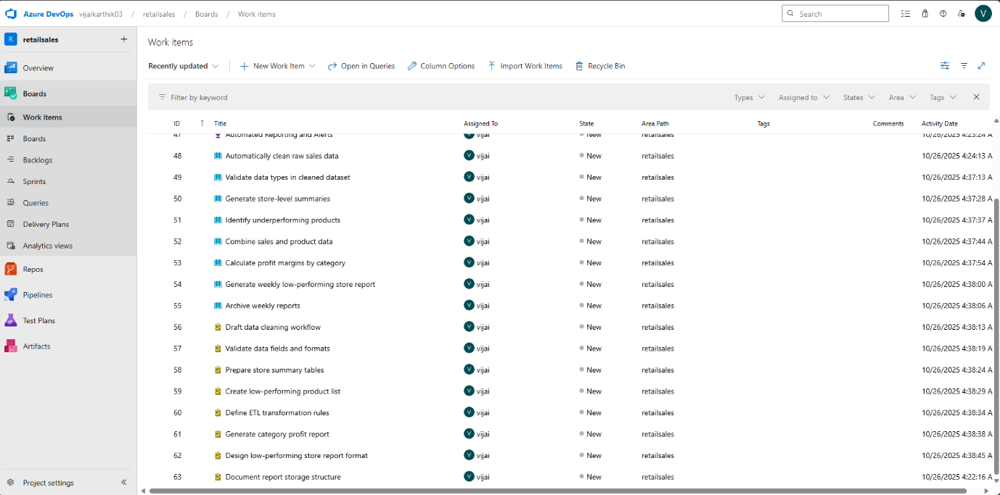 Azure DevOps vijaikarthik03 / retailsales / Boards / Work items Search V
R retailsales
Overview
Boards
Work items
Boards
Backlogs
Sprints
Queries
Delivery Plans
Analytics views
Repos
Pipelines
Test Plans
Artifacts
Project settings
Work items
Recently updated New Work Item Open in Queries Column Options Import Work Items Recycle Bin
Filter by keyword Types Assigned to States Area Tags
ID Title Assigned To State Area Path Tags Comments Activity Date
47 Automated Reporting and Alerts V vijai New retailsales 10/26/2025 4:23:24 A
48 Automatically clean raw sales data V vijai New retailsales 10/26/2025 4:24:13 A
49 Validate data types in cleaned dataset V vijai New retailsales 10/26/2025 4:37:13 A
50 Generate store-level summaries V vijai New retailsales 10/26/2025 4:37:28 A
51 Identify underperforming products V vijai New retailsales 10/26/2025 4:37:37 A
52 Combine sales and product data V vijai New retailsales 10/26/2025 4:37:44 A
53 Calculate profit margins by category V vijai New retailsales 10/26/2025 4:37:54 A
54 Generate weekly low-performing store report V vijai New retailsales 10/26/2025 4:38:00 A
55 Archive weekly reports V vijai New retailsales 10/26/2025 4:38:06 A
56 Draft data cleaning workflow V vijai New retailsales 10/26/2025 4:38:13 A
57 Validate data fields and formats V vijai New retailsales 10/26/2025 4:38:19 A
58 Prepare store summary tables V vijai New retailsales 10/26/2025 4:38:24 A
59 Create low-performing product list V vijai New retailsales 10/26/2025 4:38:29 A
60 Define ETL transformation rules V vijai New retailsales 10/26/2025 4:38:34 A
61 Generate category profit report V vijai New retailsales 10/26/2025 4:38:38 A
62 Design low-performing store report format V vijai New retailsales 10/26/2025 4:38:45 A
63 Document report storage structure V vijai New retailsales 10/26/2025 4:22:16 A